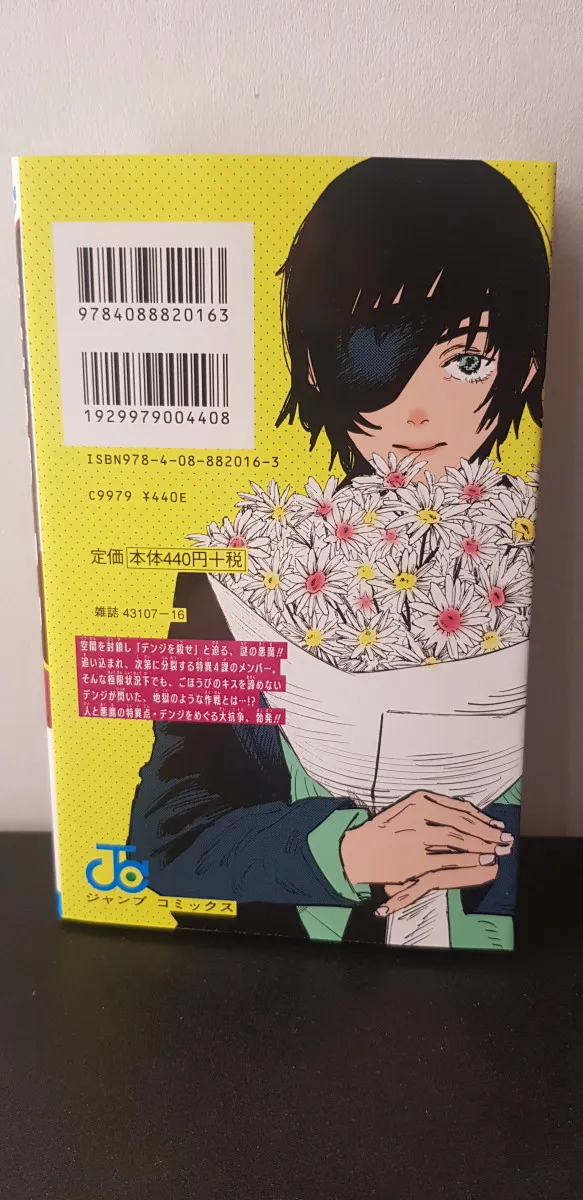 9784088820163
1929979004408
ISBN978-4-08-882016-3
C9979 ¥440E
定価 本体440円+税
雑誌 43107-16
空間を封鎖し「デンジを殺せ」と迫る、謎の悪魔!!
追い込まれ、次第に分裂する特異4課のメンバー。
そんな極限状況下でも、ごほうびのキスを諦めない
デンジが閃いた、地獄のような作戦とは…!?
人と悪魔の特異点・デンジをめぐる大抗争、勃発!!
ジャンプ コミックス